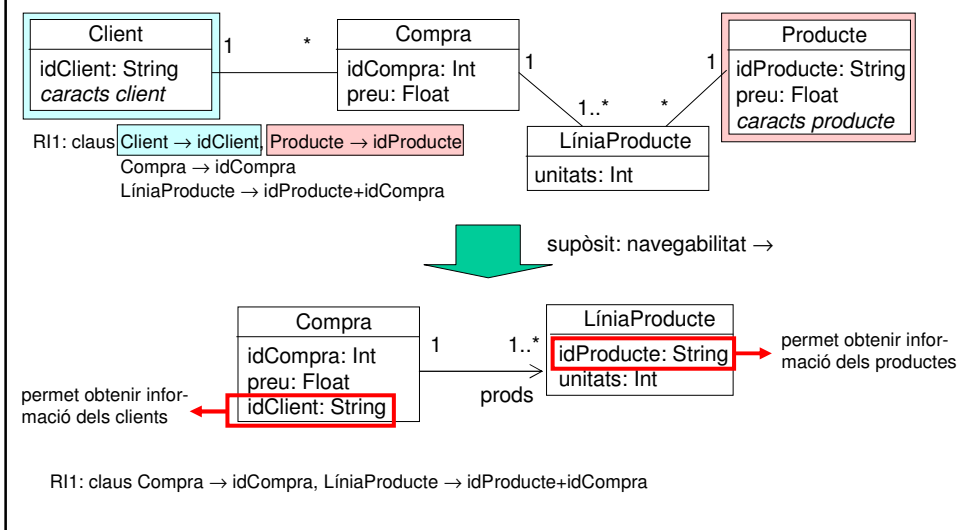 Client
idClient: String
caracts client
1
*
Compra
idCompra: Int
preu: Float
1
1..*
*
1
Producte
idProducte: String
preu: Float
caracts producte
LíniaProducte
unitats: Int
RI1: claus Client → idClient, Producte → idProducte
Compra → idCompra
LíniaProducte → idProducte+idCompra
supòsit: navegabilitat →
Compra
idCompra: Int
preu: Float
idClient: String
1
1..*
prods
LíniaProducte
idProducte: String
unitats: Int
permet obtenir infor-
mació dels productes
permet obtenir infor-
mació dels clients
RI1: claus Compra → idCompra, LíniaProducte → idProducte+idCompra